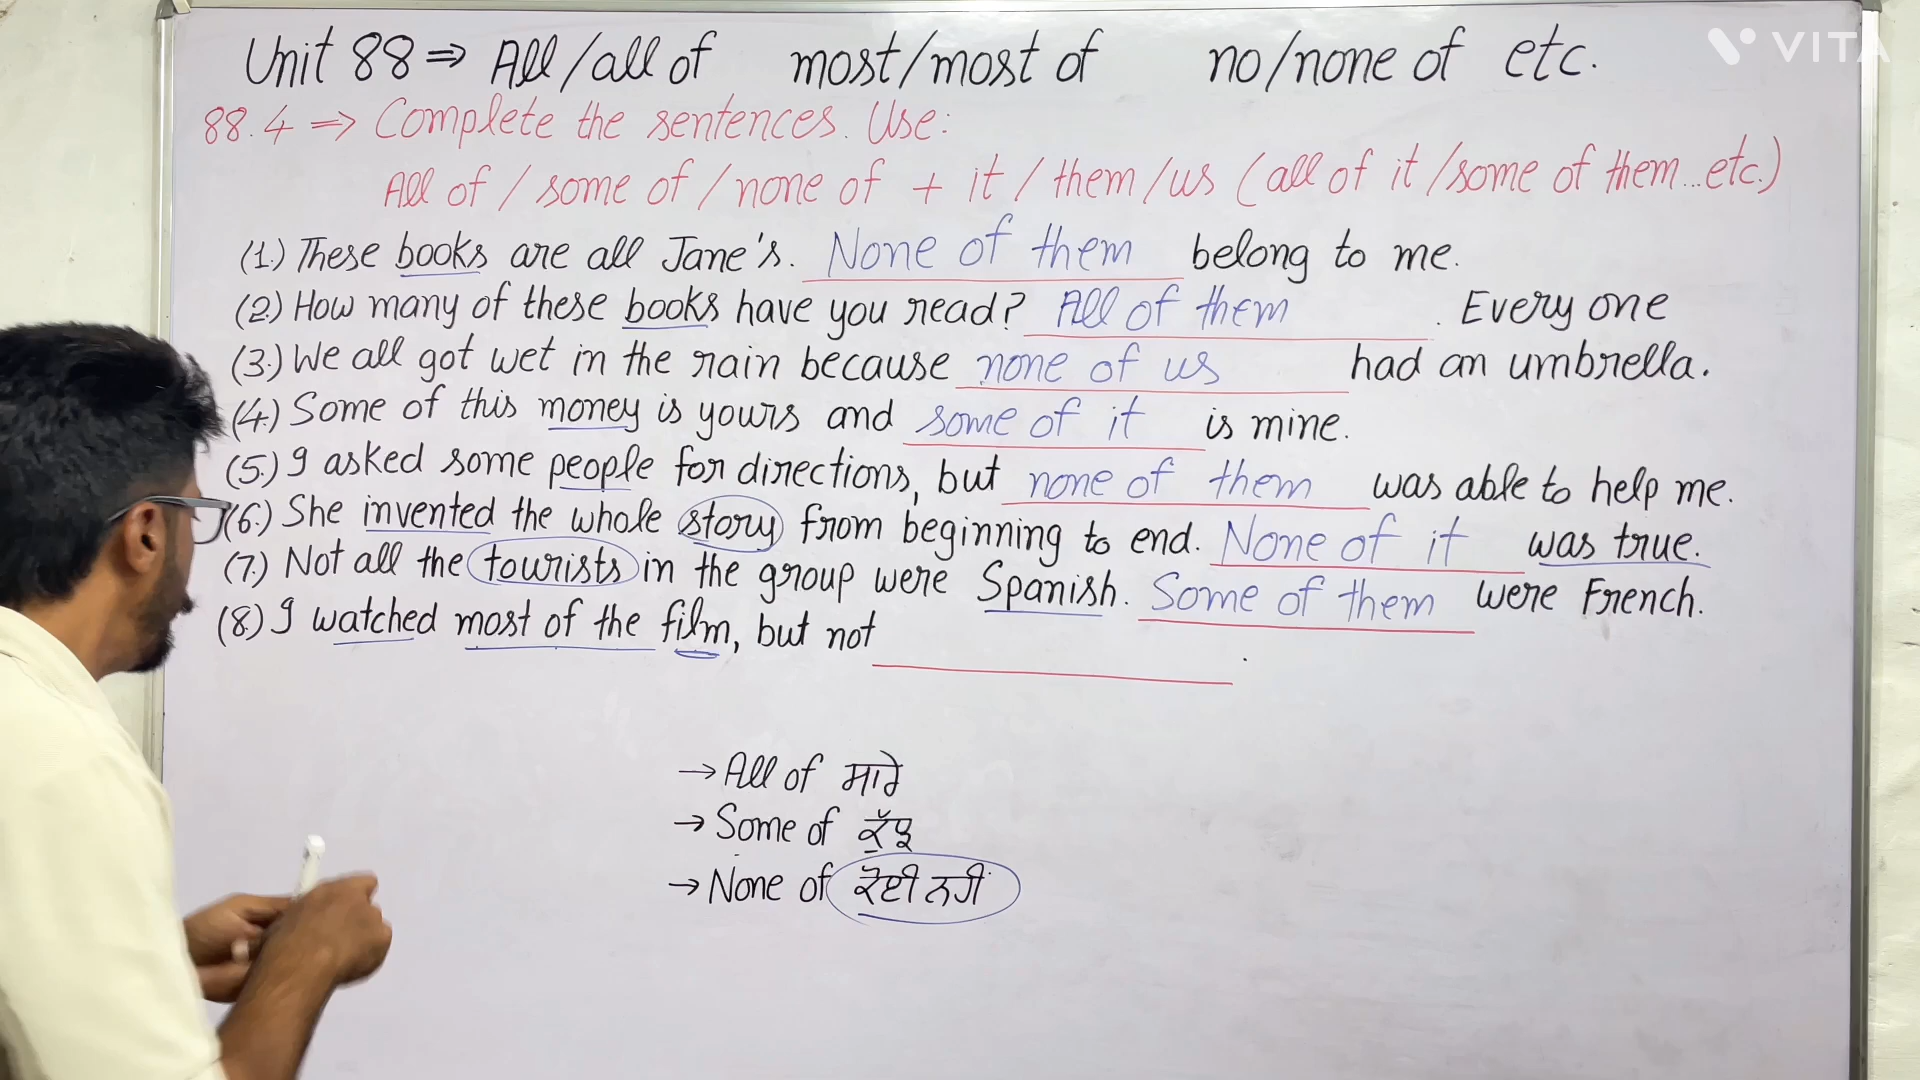 Unit 88 ⇒ All/all of most/most of no/none of etc.
VITA
88.4 ⇒ Complete the sentences. Use:
All of / some of / none of + it / them / us (all of it / some of them...etc.)
(1.) These books are all Jane's. None of them belong to me.
(2.) How many of these books have you read? All of them. Every one
(3.) We all got wet in the rain because none of us had an umbrella.
(4.) Some of this money is yours and some of it is mine.
(5.) I asked some people for directions, but none of them was able to help me.
(6.) She invented the whole story from beginning to end. None of it was true.
(7.) Not all the tourists in the group were Spanish. Some of them were French.
(8.) I watched most of the film, but not ______ .
→ All of ਸਾਰੇ
→ Some of ਕੁੱਝ
→ None of ਕੋਈ ਨਹੀਂ